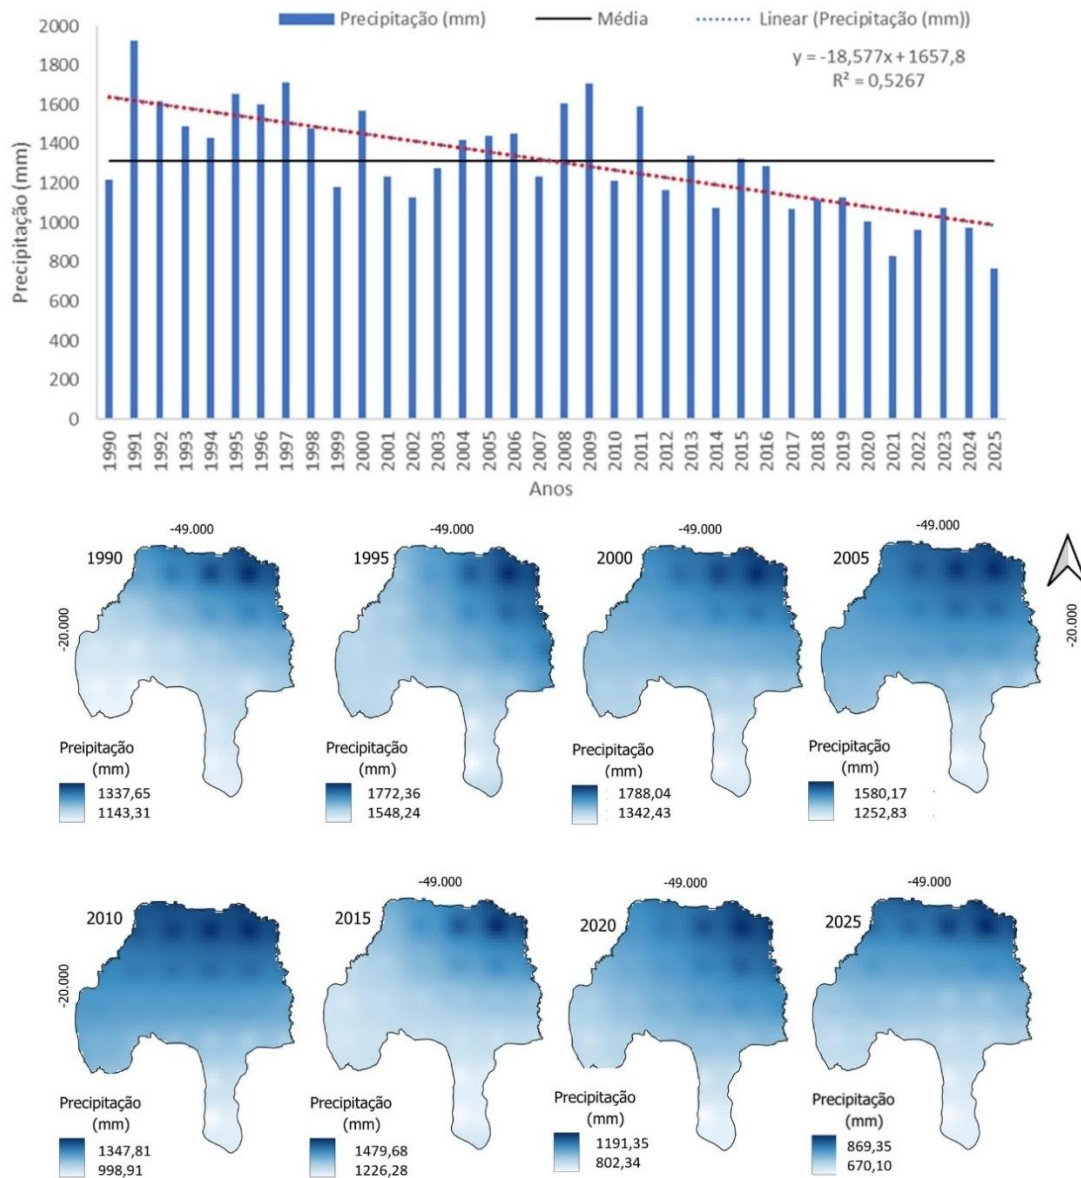 Precipitação (mm) Média Linear (Precipitação (mm))
y = -18,577x + 1657,8
R² = 0,5267
Precipitação (mm)
2000
1800
1600
1400
1200
1000
800
600
400
200
0
1990 1991 1992 1993 1994 1995 1996 1997 1998 1999 2000 2001 2002 2003 2004 2005 2006 2007 2008 2009 2010 2011 2012 2013 2014 2015 2016 2017 2018 2019 2020 2021 2022 2023 2024 2025
Anos
-49.000 -49.000 -49.000 -49.000
1990 1995 2000 2005
-20.000 -20.000
Preipitação Precipitação Precipitação Precipitação
(mm) (mm) (mm) (mm)
1337,65 1772,36 1788,04 1580,17
1143,31 1548,24 1342,43 1252,83
-49.000 -49.000 -49.000
2010 2015 2020 2025
-20.000
Precipitação Precipitação Precipitação Precipitação
(mm) (mm) (mm) (mm)
1347,81 1479,68 1191,35 869,35
998,91 1226,28 802,34 670,10